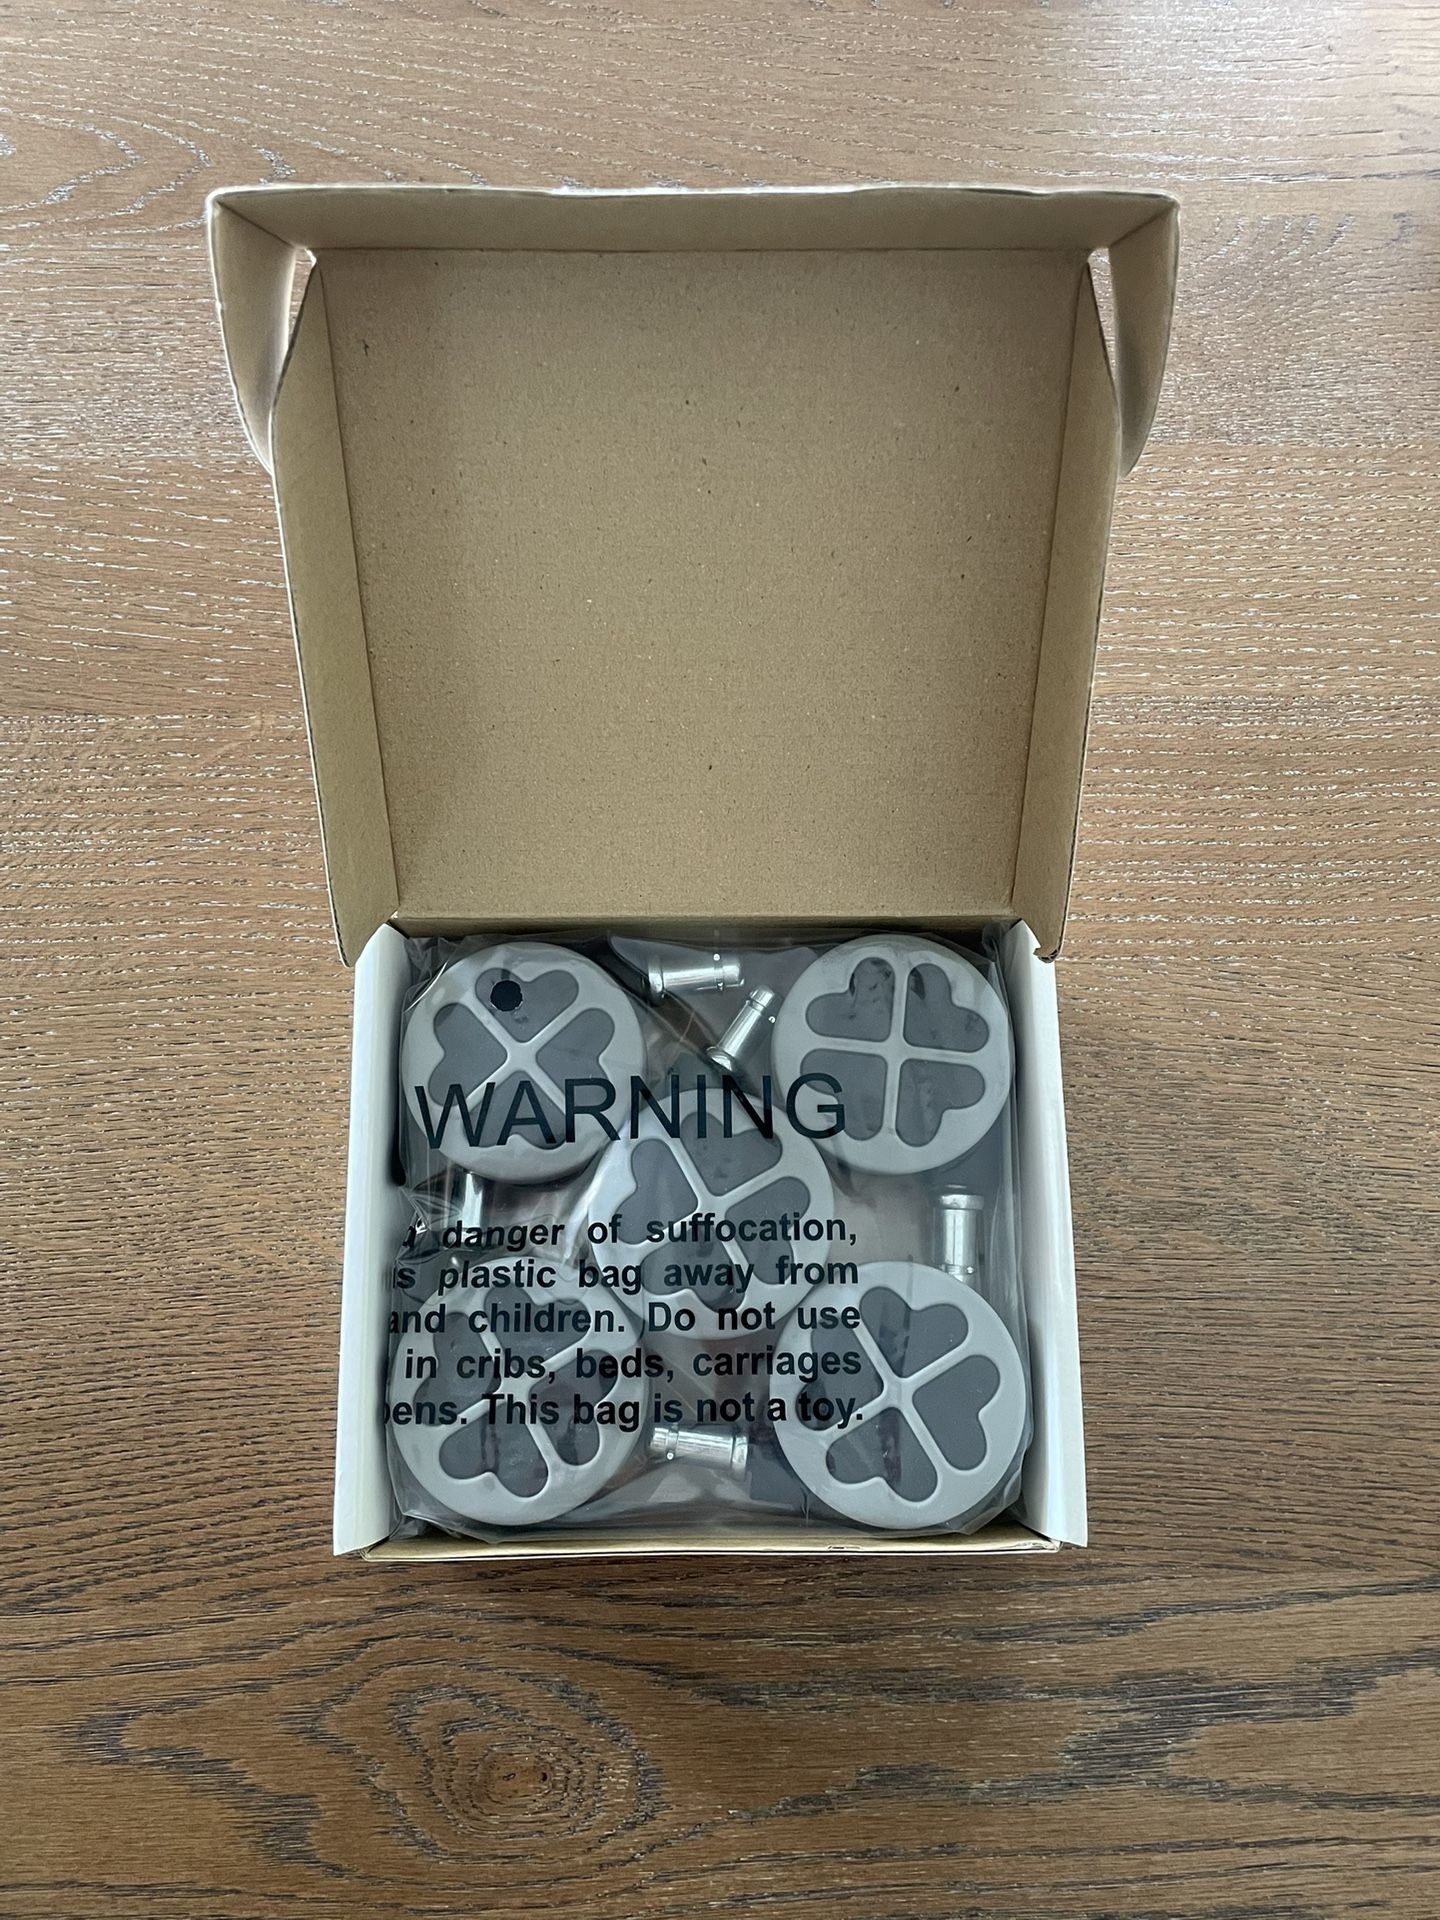 WARNING
danger of suffocation,
plastic bag away from
and children. Do not use
in cribs, beds, carriages
This bag is not a toy.